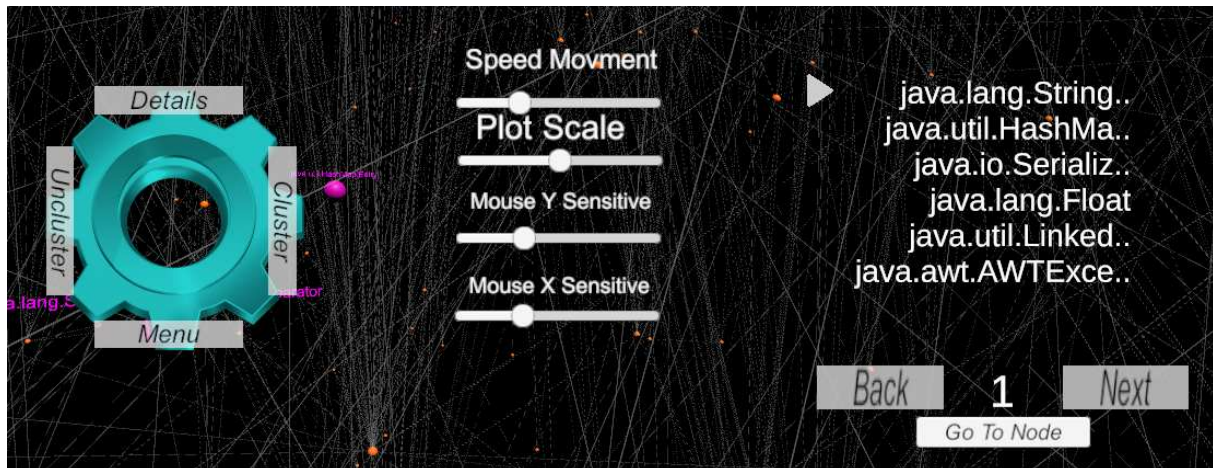 Details
Uncluster
Cluster
Menu
Speed Movment
Plot Scale
Mouse Y Sensitive
Mouse X Sensitive
java.lang.String..
java.util.HashMa..
java.io.Serializ..
java.lang.Float
java.util.Linked..
java.awt.AWTExce..
Back
1
Next
Go To Node